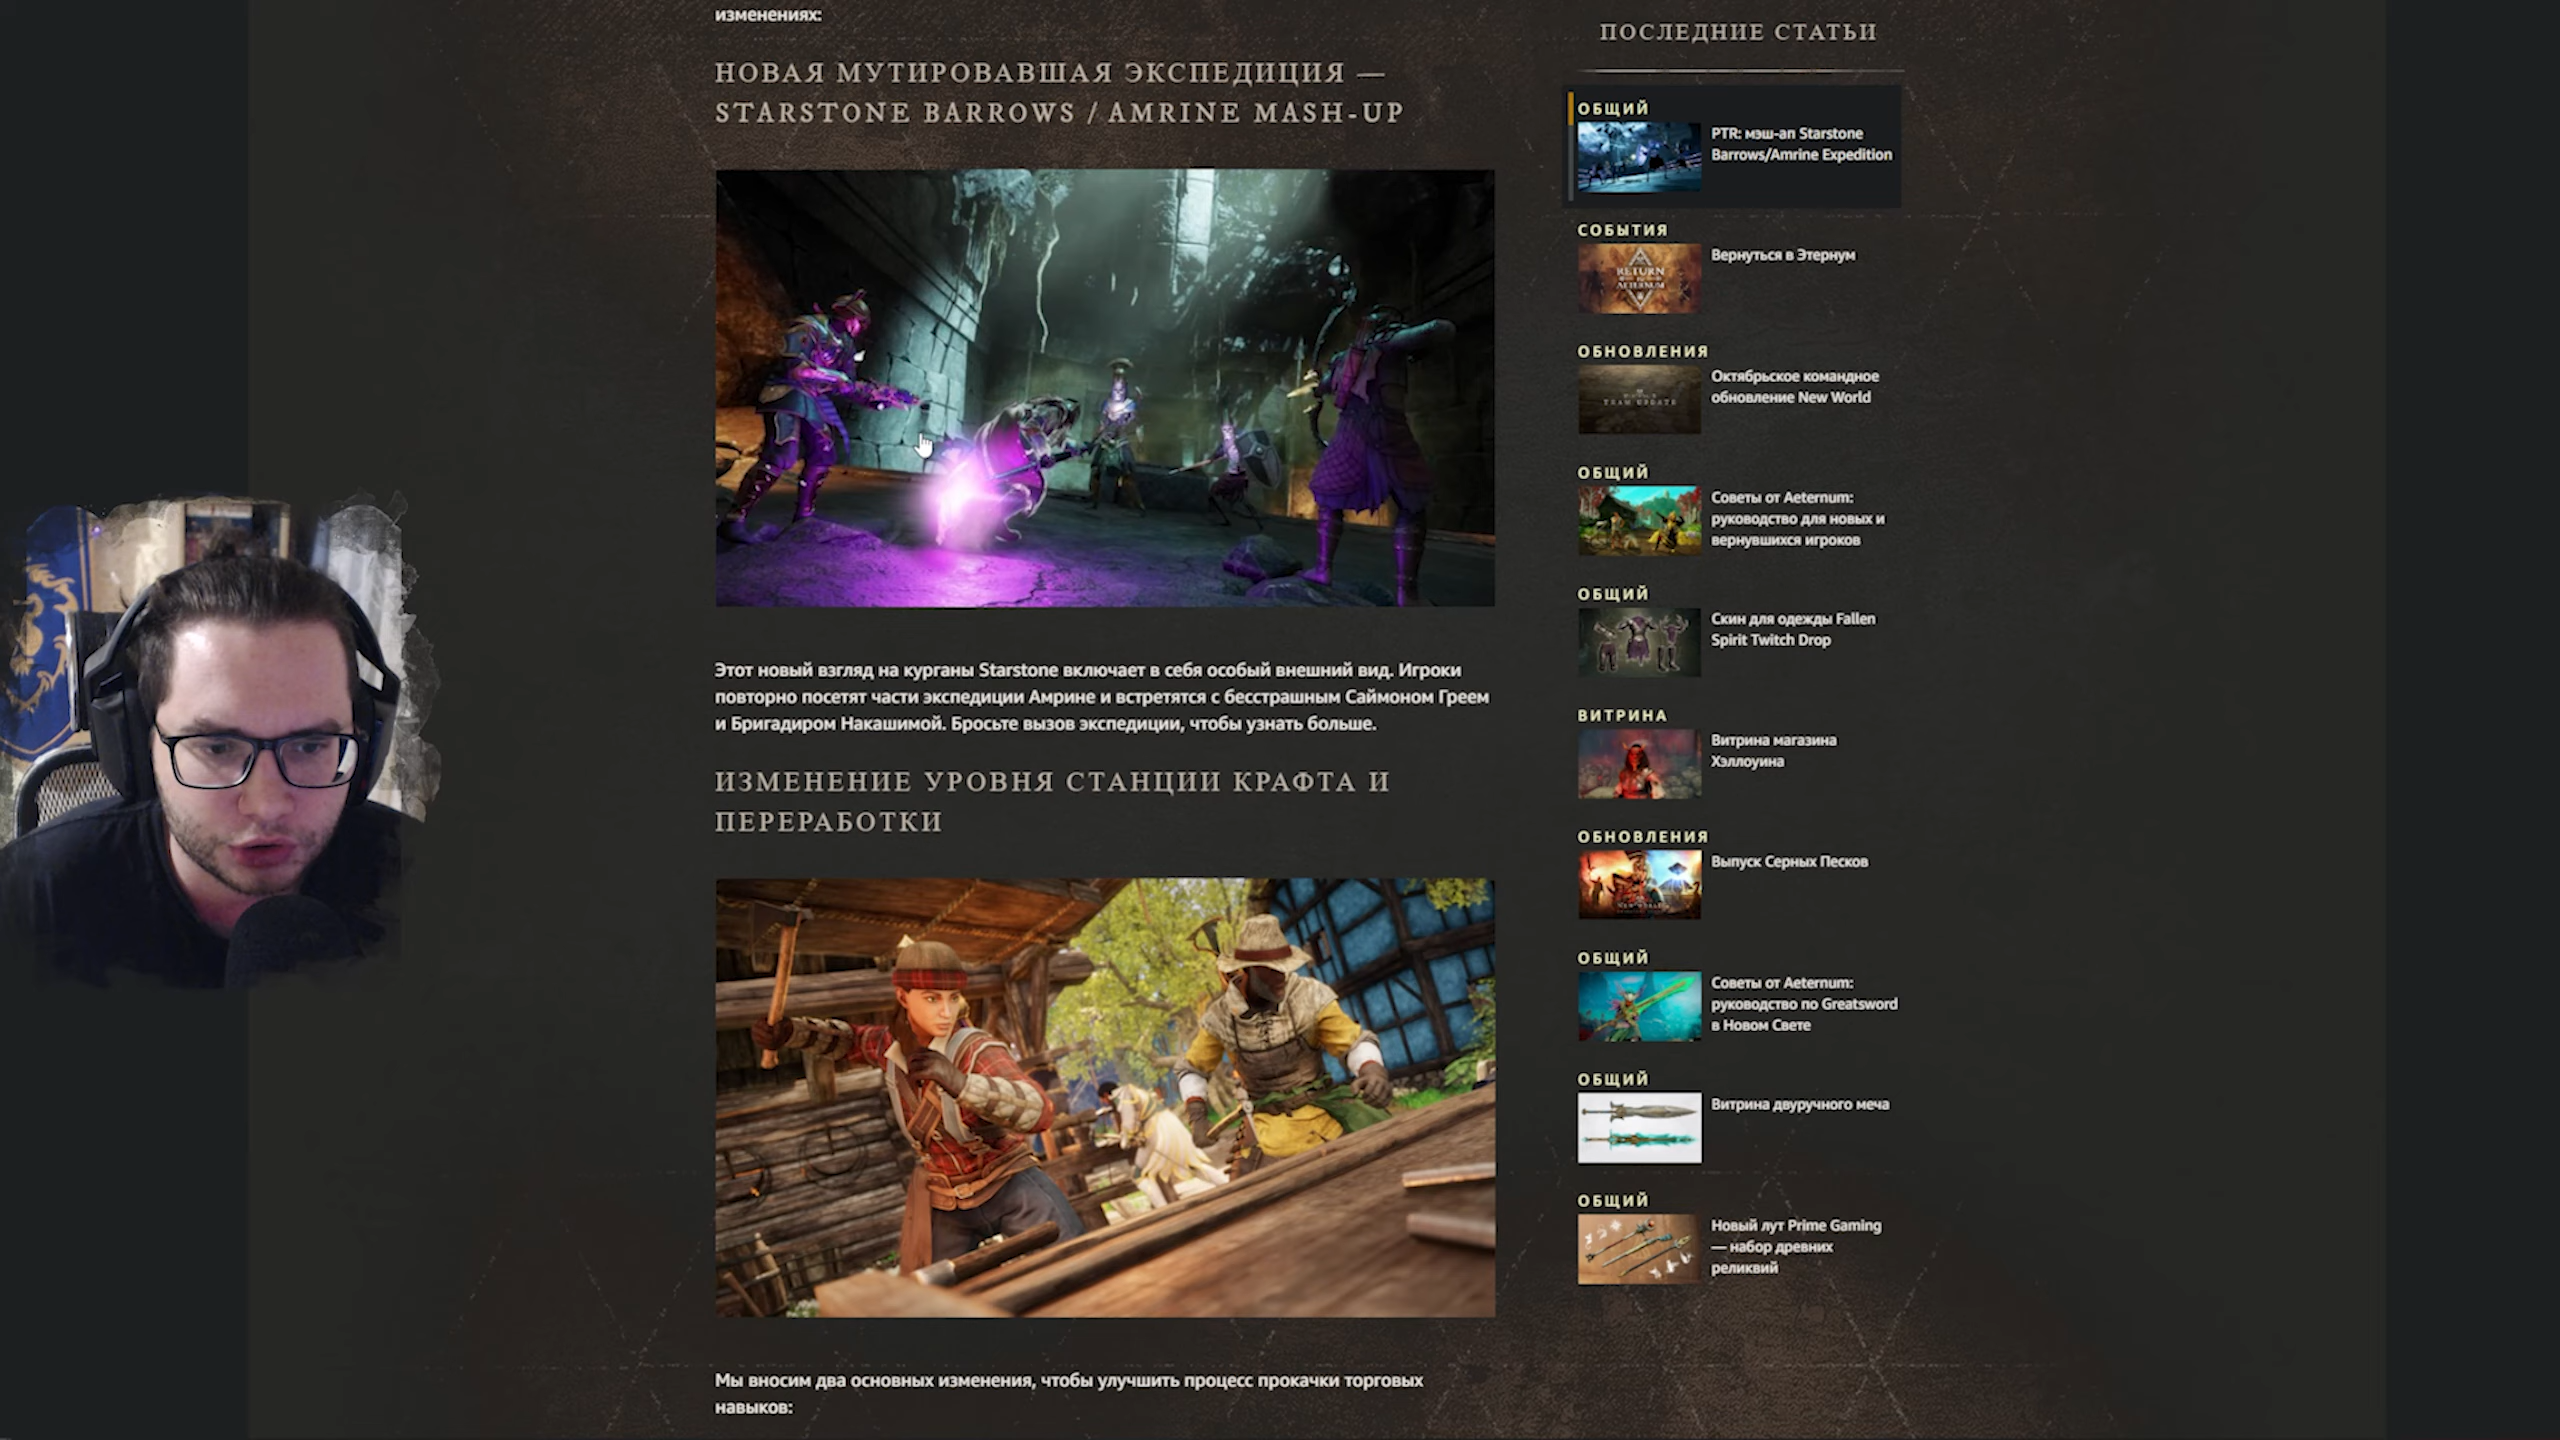 изменениях:
НОВАЯ МУТИРОВАВШАЯ ЭКСПЕДИЦИЯ —
STARSTONE BARROWS / AMRINE MASH-UP
Этот новый взгляд на курганы Starstone включает в себя особый внешний вид. Игроки
повторно посетят части экспедиции Амрине и встретятся с бесстрашным Саймоном Греем
и Бригадиром Накашимой. Бросьте вызов экспедиции, чтобы узнать больше.
ИЗМЕНЕНИЕ УРОВНЯ СТАНЦИИ КРАФТА И
ПЕРЕРАБОТКИ
Мы вносим два основных изменения, чтобы улучшить процесс прокачки торговых
навыков:
ПОСЛЕДНИЕ СТАТЬИ
ОБЩИЙ
PTR: мэш-ап Starstone
Barrows/Amrine Expedition
СОБЫТИЯ
RETURN
TO
AETERNUM
Вернуться в Этернум
ОБНОВЛЕНИЯ
TEAM UPDATE
Октябрьское командное
обновление New World
ОБЩИЙ
Советы от Aeternum:
руководство для новых и
вернувшихся игроков
ОБЩИЙ
Скин для одежды Fallen
Spirit Twitch Drop
ВИТРИНА
Витрина магазина
Хэллоуина
ОБНОВЛЕНИЯ
Выпуск Серных Песков
ОБЩИЙ
Советы от Aeternum:
руководство по Greatsword
в Новом Свете
ОБЩИЙ
Витрина двуручного меча
ОБЩИЙ
Новый лут Prime Gaming
— набор древних
реликвий